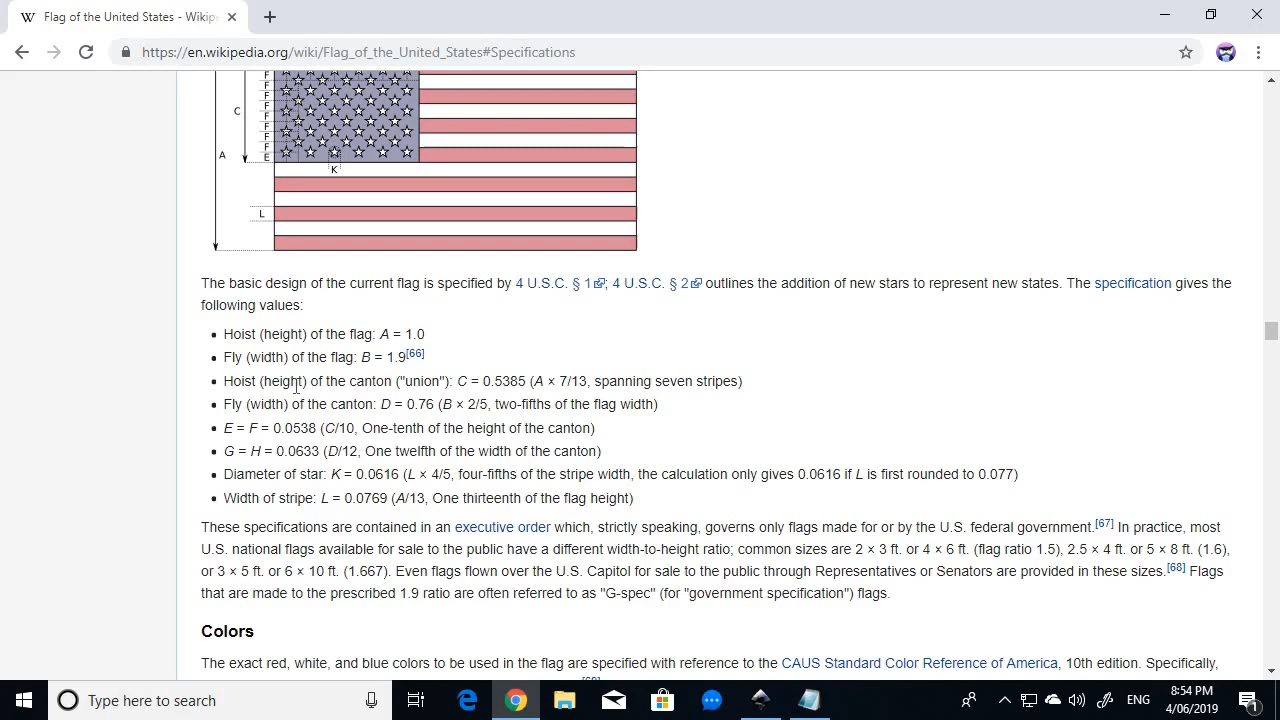 W Flag of the United States - Wikip
https://en.wikipedia.org/wiki/Flag_of_the_United_States#Specifications
F
F
F
C F
F
F
F
A E
K
L
The basic design of the current flag is specified by 4 U.S.C. § 1; 4 U.S.C. § 2 outlines the addition of new stars to represent new states. The specification gives the
following values:
• Hoist (height) of the flag: A = 1.0
• Fly (width) of the flag: B = 1.9[66]
• Hoist (height) of the canton ("union"): C = 0.5385 (A × 7/13, spanning seven stripes)
• Fly (width) of the canton: D = 0.76 (B × 2/5, two-fifths of the flag width)
• E = F = 0.0538 (C/10, One-tenth of the height of the canton)
• G = H = 0.0633 (D/12, One twelfth of the width of the canton)
• Diameter of star: K = 0.0616 (L × 4/5, four-fifths of the stripe width, the calculation only gives 0.0616 if L is first rounded to 0.077)
• Width of stripe: L = 0.0769 (A/13, One thirteenth of the flag height)
These specifications are contained in an executive order which, strictly speaking, governs only flags made for or by the U.S. federal government.[67] In practice, most
U.S. national flags available for sale to the public have a different width-to-height ratio; common sizes are 2 × 3 ft. or 4 × 6 ft. (flag ratio 1.5), 2.5 × 4 ft. or 5 × 8 ft. (1.6),
or 3 × 5 ft. or 6 × 10 ft. (1.667). Even flags flown over the U.S. Capitol for sale to the public through Representatives or Senators are provided in these sizes.[68] Flags
that are made to the prescribed 1.9 ratio are often referred to as "G-spec" (for "government specification") flags.
Colors
The exact red, white, and blue colors to be used in the flag are specified with reference to the CAUS Standard Color Reference of America, 10th edition. Specifically,
Type here to search
ENG
8:54 PM
4/06/2019
1